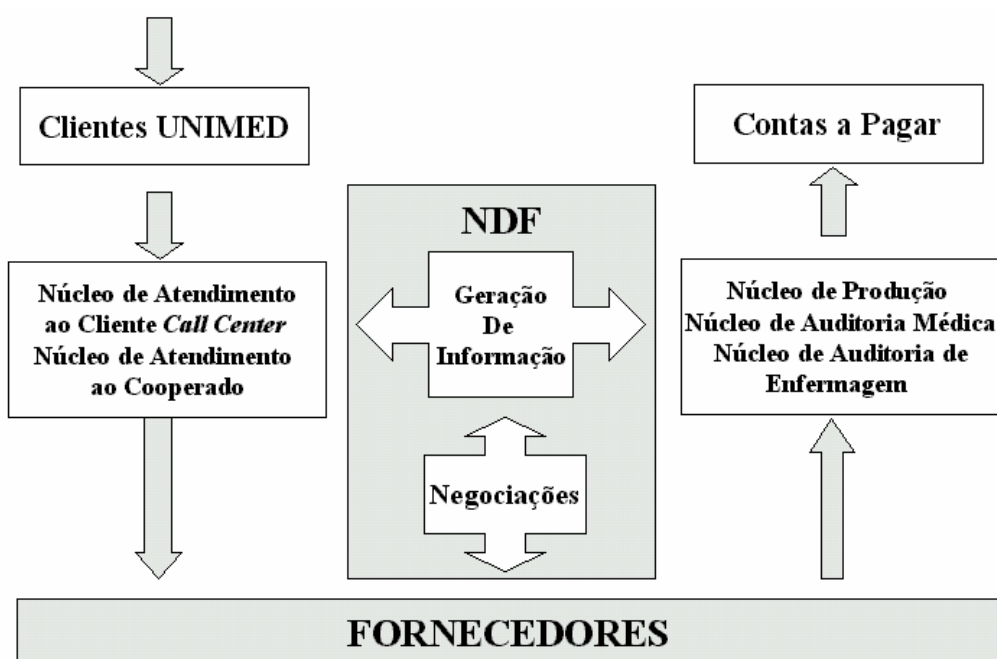 Clientes UNIMED
Núcleo de Atendimento
ao Cliente Call Center
Núcleo de Atendimento
ao Cooperado
NDF
Geração
De
Informação
Negociações
Contas a Pagar
Núcleo de Produção
Núcleo de Auditoria Médica
Núcleo de Auditoria de
Enfermagem
FORNECEDORES